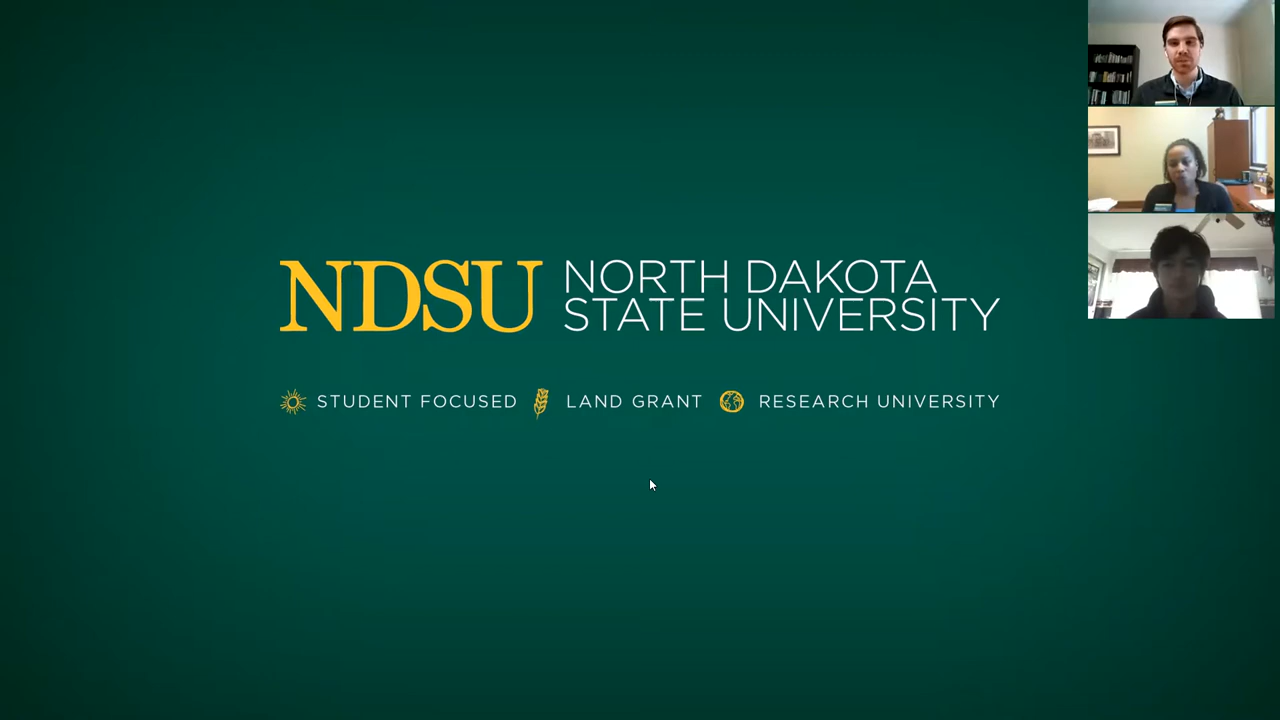 NDSU
NORTH DAKOTA
STATE UNIVERSITY
STUDENT FOCUSED LAND GRANT RESEARCH UNIVERSITY